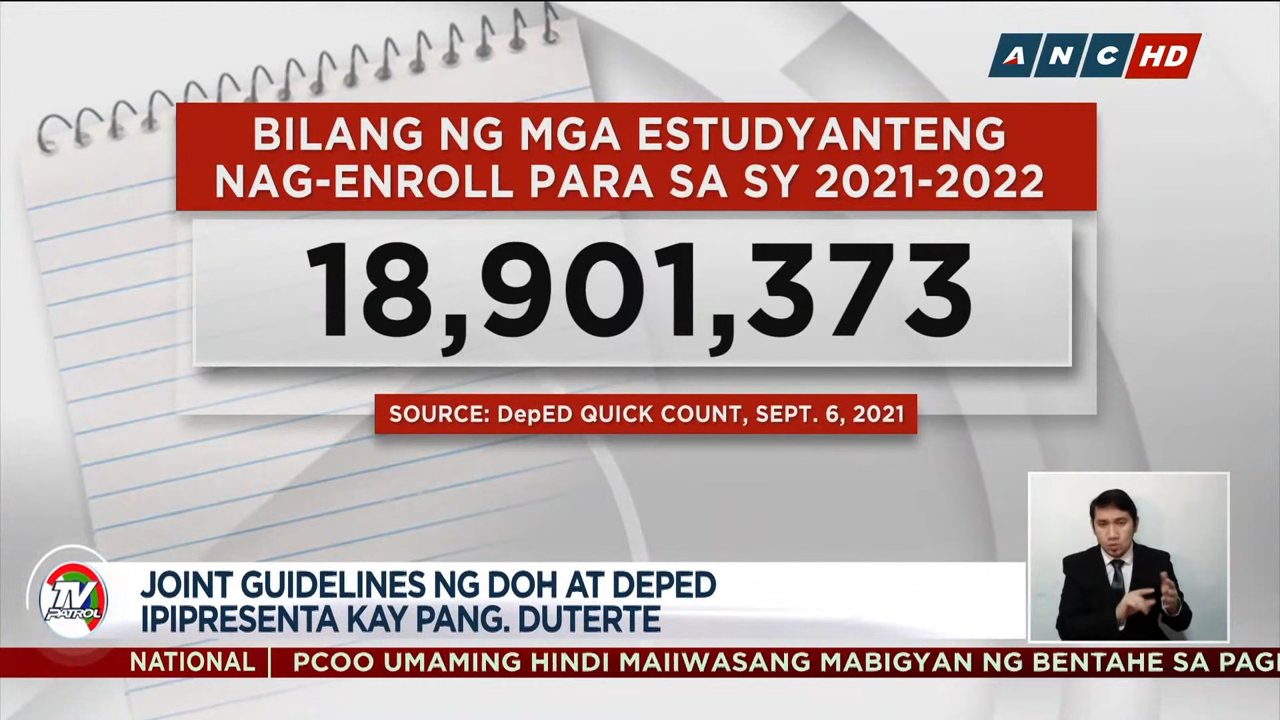 ANC HD
BILANG NG MGA ESTUDYANTENG
NAG-ENROLL PARA SA SY 2021-2022
18,901,373
SOURCE: DepED QUICK COUNT, SEPT. 6, 2021
TV
PATROL
JOINT GUIDELINES NG DOH AT DEPED
IPIPRESENTA KAY PANG. DUTERTE
NATIONAL | PCOO UMAMING HINDI MAIIWASANG MABIGYAN NG BENTAHE SA